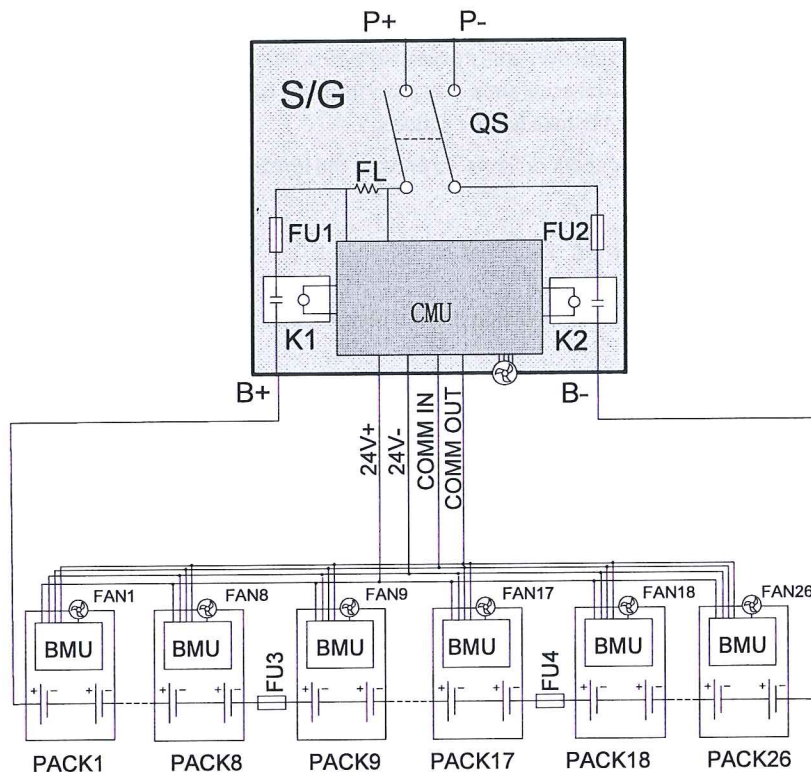 P+ P-
S/G
QS
FL
FU1 FU2
CMU
K1 K2
B+ B-
24V+
24V-
COMM IN
COMM OUT
FAN1 FAN8 FAN9 FAN17 FAN18 FAN26
BMU BMU BMU BMU BMU BMU
FU3 FU4
+ - + - + - + - + - + -
PACK1 PACK8 PACK9 PACK17 PACK18 PACK26